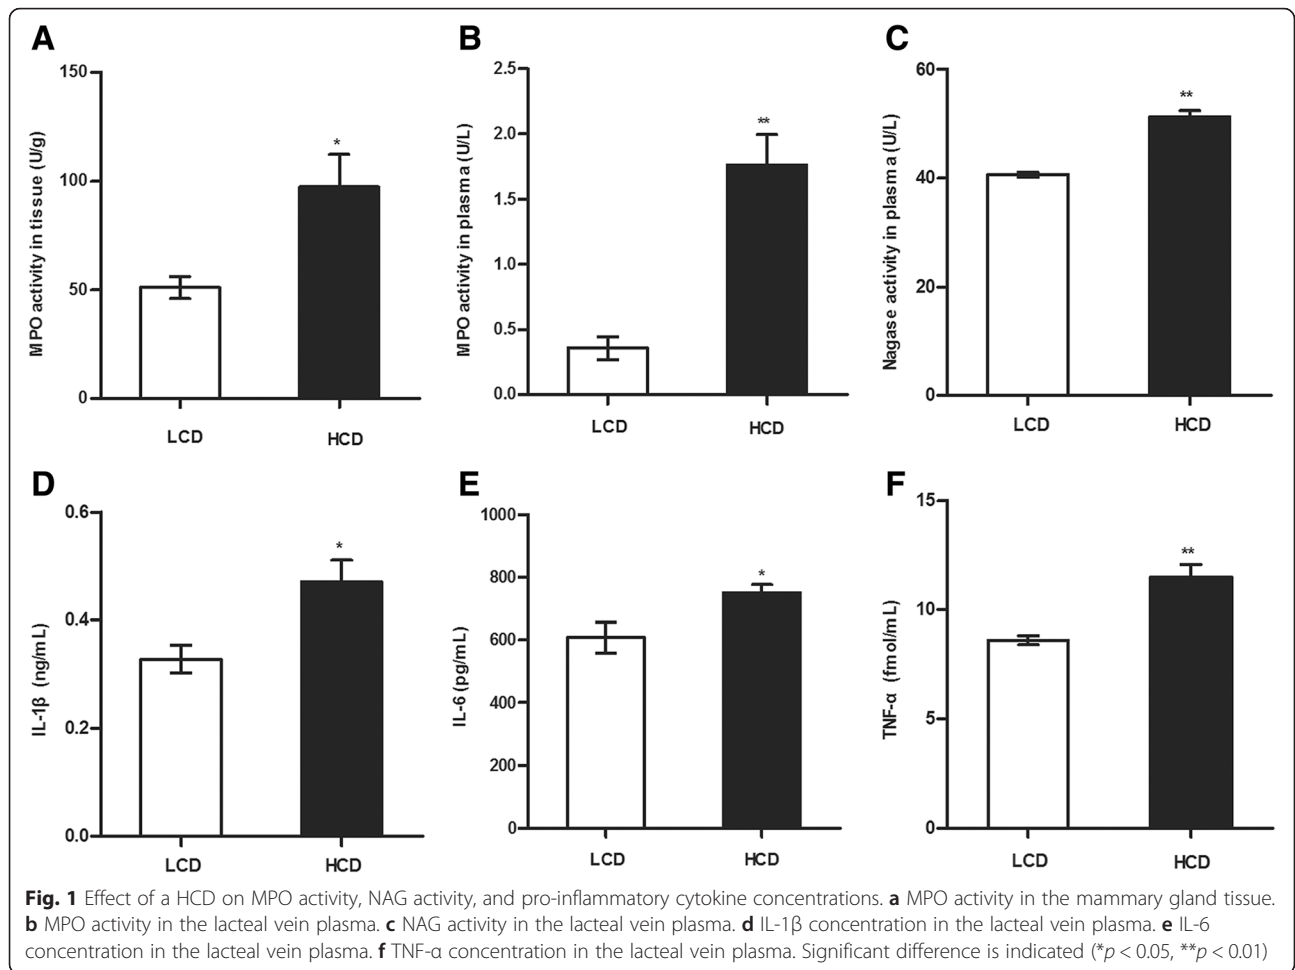 A
MPO activity in tissue (U/g)
150
100
50
0
*
LCD
HCD
B
MPO activity in plasma (U/L)
2.5
2.0
1.5
1.0
0.5
0.0
**
LCD
HCD
C
Nagase activity in plasma (U/L)
60
40
20
0
**
LCD
HCD
D
IL-1β (ng/mL)
0.6
0.4
0.2
0.0
*
LCD
HCD
E
IL-6 (pg/mL)
1000
800
600
400
200
0
*
LCD
HCD
F
TNF-α (fmol/mL)
15
10
5
0
**
LCD
HCD
Fig. 1 Effect of a HCD on MPO activity, NAG activity, and pro-inflammatory cytokine concentrations. a MPO activity in the mammary gland tissue.
b MPO activity in the lacteal vein plasma. c NAG activity in the lacteal vein plasma. d IL-1β concentration in the lacteal vein plasma. e IL-6
concentration in the lacteal vein plasma. f TNF-α concentration in the lacteal vein plasma. Significant difference is indicated (*p < 0.05, **p < 0.01)